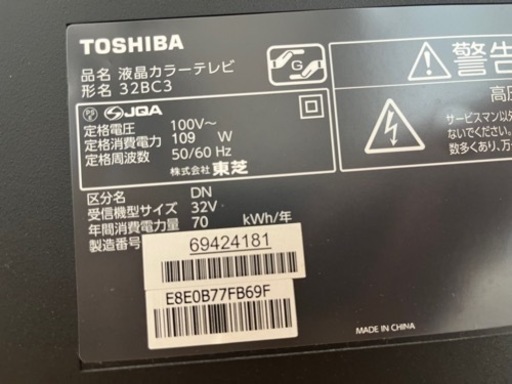 TOSHIBA
品名 液晶カラーテレビ
形名 32BC3
G
JQA
定格電圧 100V~
定格消費電力 109 W
定格周波数 50/60 Hz
株式会社 東芝
区分名 DN
受信機型サイズ 32V
年間消費電力量 70 kWh/年
製造番号 69424181
E8E0B77FB69F
警告
高圧
サービスマン以外
ないでください。
数多くあり、万
MADE IN CHINA